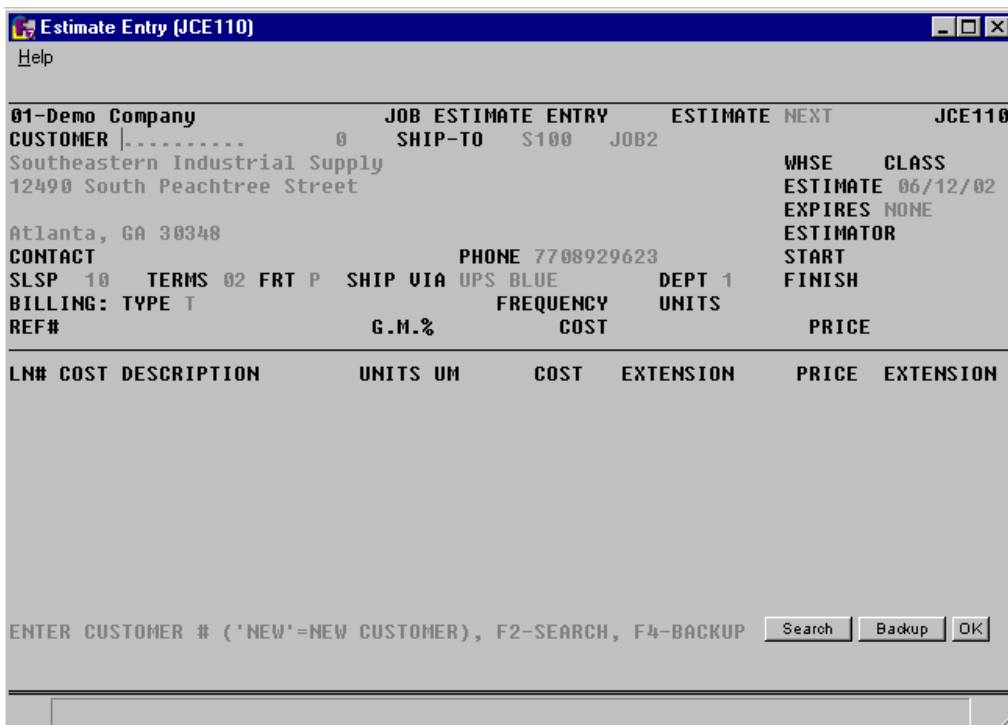 Estimate Entry (JCE110)
Help
01-Demo Company JOB ESTIMATE ENTRY ESTIMATE NEXT JCE110
CUSTOMER .......... 0 SHIP-TO S100 JOB2
Southeastern Industrial Supply WHSE CLASS
12490 South Peachtree Street ESTIMATE 06/12/02
EXPIRES NONE
Atlanta, GA 30348 ESTIMATOR
CONTACT PHONE 7708929623 START
SLSP 10 TERMS 02 FRT P SHIP VIA UPS BLUE DEPT 1 FINISH
BILLING: TYPE T FREQUENCY UNITS
REF# G.M.% COST PRICE
LN# COST DESCRIPTION UNITS UM COST EXTENSION PRICE EXTENSION
ENTER CUSTOMER # ('NEW'=NEW CUSTOMER), F2-SEARCH, F4-BACKUP Search Backup OK